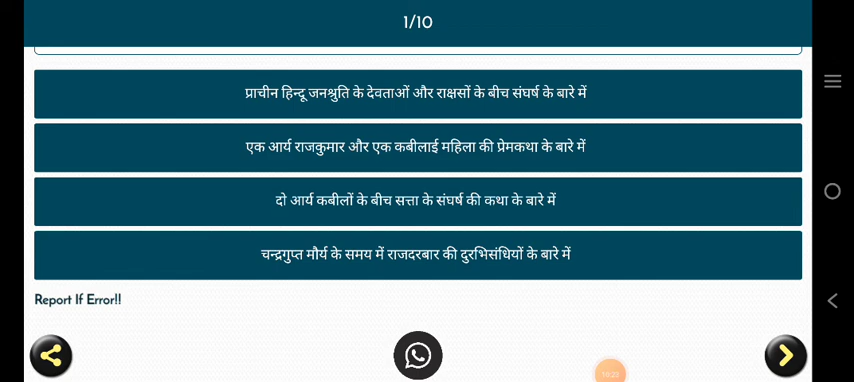 1/10
प्राचीन हिन्दू जनश्रुति के देवताओं और राक्षसों के बीच संघर्ष के बारे में
एक आर्य राजकुमार और एक कबीलाई महिला की प्रेमकथा के बारे में
दो आर्य कबीलों के बीच सत्ता के संघर्ष की कथा के बारे में
चन्द्रगुप्त मौर्य के समय में राजदरबार की दुरभिसंधियों के बारे में
Report If Error!!